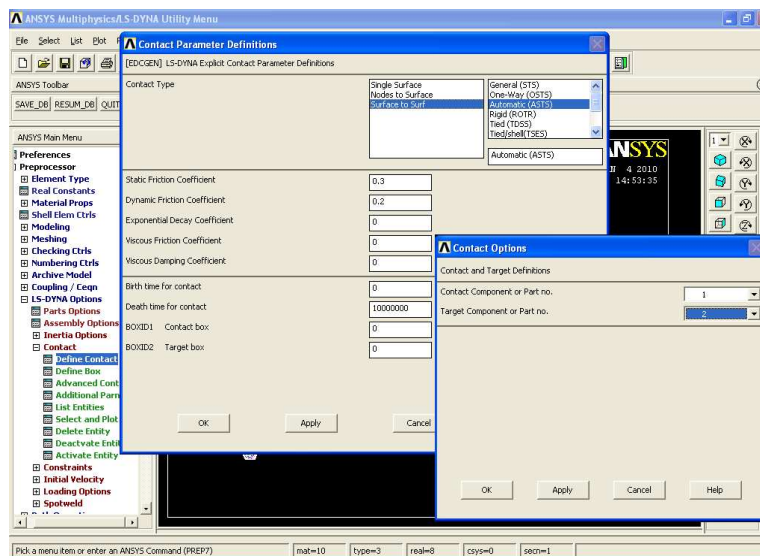 ANSYS Multiphysics/LS-DYNA Utility Menu
File Select List Plot
ANSYS Toolbar
SAVE_DB RESUM_DB QUIT
ANSYS Main Menu
Preferences
Preprocessor
Element Type
Real Constants
Material Props
Shell Elem Ctrls
Modeling
Meshing
Checking Ctrls
Numbering Ctrls
Archive Model
Coupling / Ceqn
LS-DYNA Options
Parts Options
Assembly Options
Inertia Options
Contact
Define Contact
Define Box
Advanced Cont
Additional Parm
List Entities
Select and Plot
Delete Entity
Deactvate Enti
Activate Entity
Constraints
Initial Velocity
Loading Options
Spotweld
Contact Parameter Definitions
[EDCGEN] LS-DYNA Explicit Contact Parameter Definitions
Contact Type
Single Surface
Nodes to Surface
Surface to Surf
General (STS)
One-Way (OSTS)
Automatic (ASTS)
Rigid (ROTR)
Tied (TDSS)
Tied/shell(TSES)
Automatic (ASTS)
Static Friction Coefficient 0.3
Dynamic Friction Coefficient 0.2
Exponential Decay Coefficient 0
Viscous Friction Coefficient 0
Viscous Damping Coefficient 0
Birth time for contact 0
Death time for contact 10000000
BOXID1 Contact box 0
BOXID2 Target box 0
OK Apply Cancel
NSYS
4 2010
14:53:35
1
Contact Options
Contact and Target Definitions
Contact Component or Part no. 1
Target Component or Part no. 2
OK Apply Cancel Help
Pick a menu item or enter an ANSYS Command (PREP7) mat=10 type=3 real=8 csys=0 secn=1